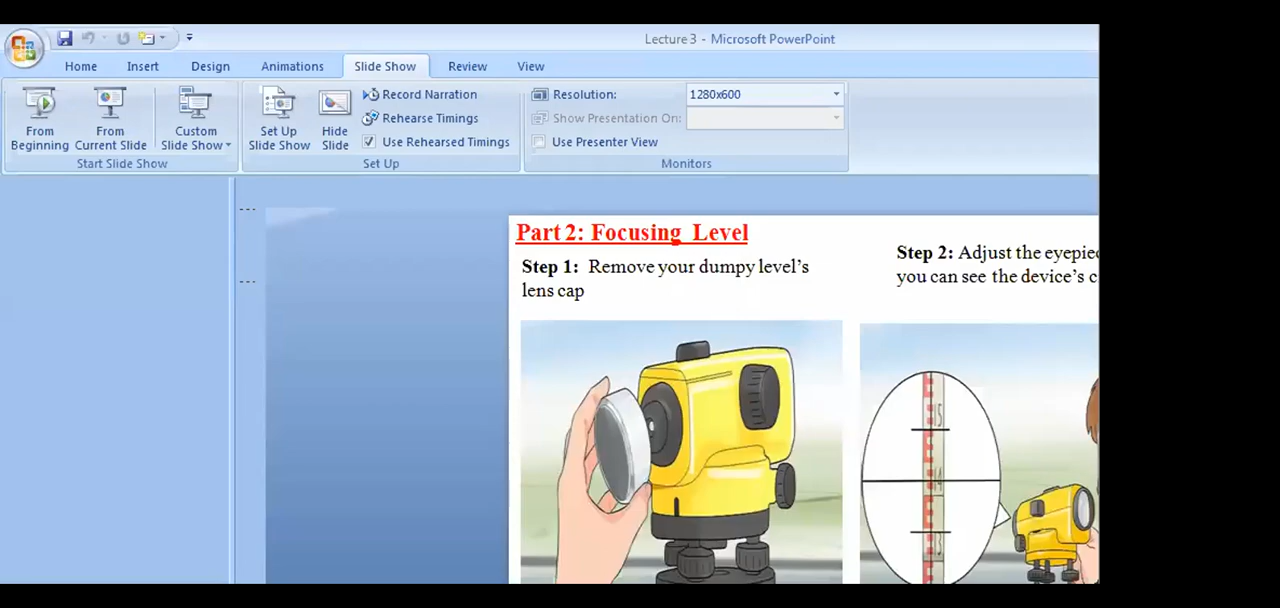 Lecture 3 - Microsoft PowerPoint
Home Insert Design Animations Slide Show Review View
From Beginning
From Current Slide
Custom Slide Show
Start Slide Show
Set Up Slide Show
Hide Slide
Record Narration
Rehearse Timings
Use Rehearsed Timings
Set Up
Resolution: 1280x600
Show Presentation On:
Use Presenter View
Monitors
Part 2: Focusing Level
Step 1: Remove your dumpy level's
lens cap
Step 2: Adjust the eyepiec
you can see the device's c